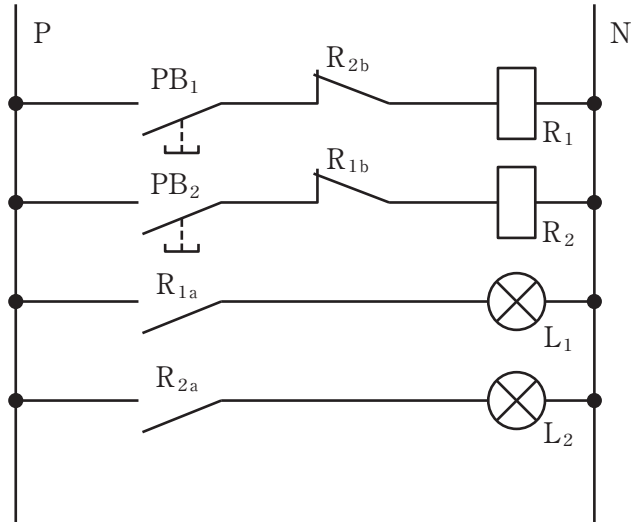 P N
PB₁ R₂b R₁
PB₂ R₁b R₂
R₁a L₁
R₂a L₂